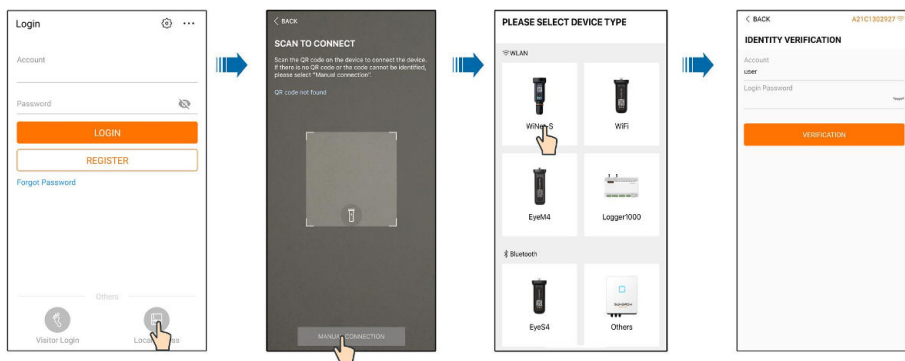 Login
Account
Password
LOGIN
REGISTER
Forgot Password
Others
Visitor Login
BACK
SCAN TO CONNECT
Scan the QR code on the device to connect the device.
If there is no QR code or the code cannot be identified,
please select "Manual connection".
QR code not found
MANUAL CONNECTION
PLEASE SELECT DEVICE TYPE
WLAN
WiNet-S
WiFi
EyeM4
Logger1000
Bluetooth
EyeS4
Others
BACK
A21C1302927
IDENTITY VERIFICATION
Account
user
Login Password
VERIFICATION